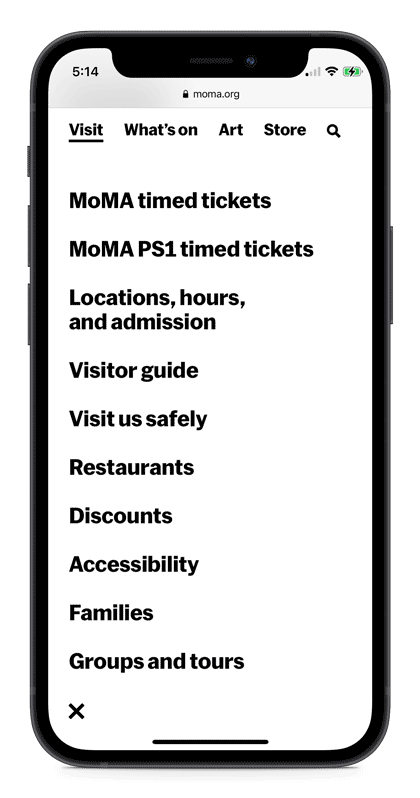 5:14
moma.org
Visit What's on Art Store
MoMA timed tickets
MoMA PS1 timed tickets
Locations, hours,
and admission
Visitor guide
Visit us safely
Restaurants
Discounts
Accessibility
Families
Groups and tours